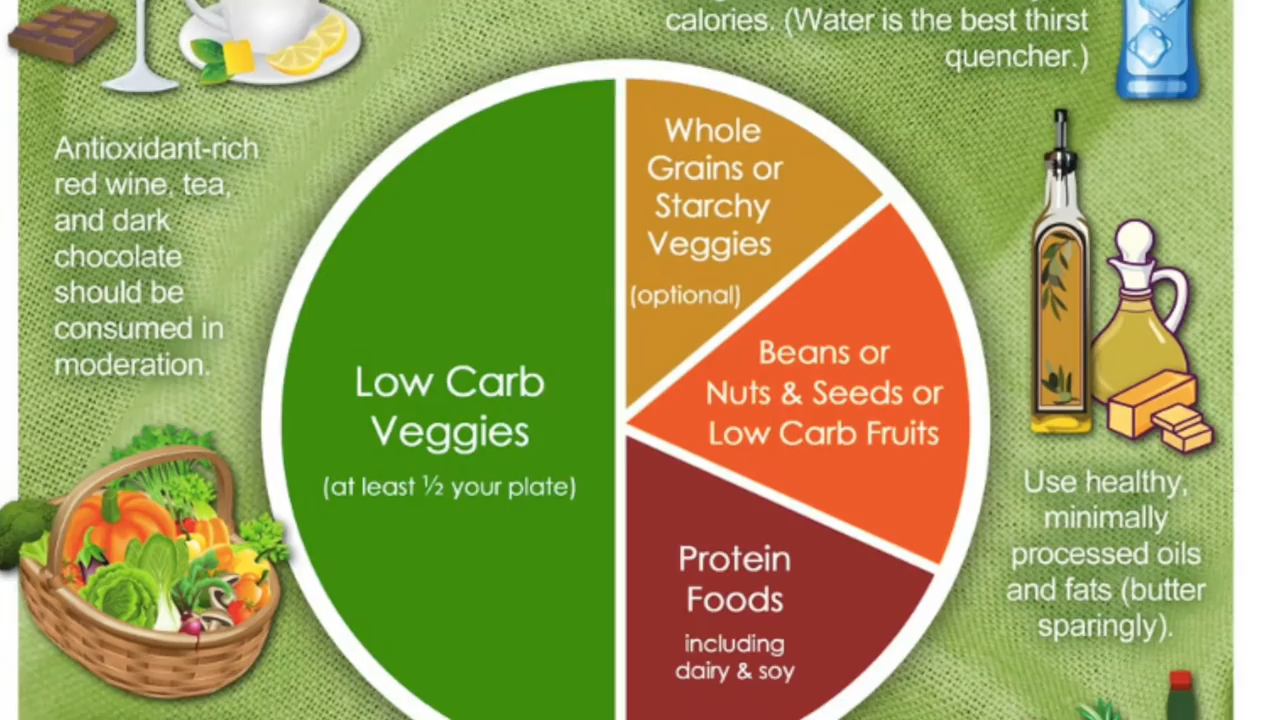 calories. (Water is the best thirst
quencher.)
Antioxidant-rich
red wine, tea,
and dark
chocolate
should be
consumed in
moderation.
Low Carb
Veggies
(at least ½ your plate)
Whole
Grains or
Starchy
Veggies
(optional)
Beans or
Nuts & Seeds or
Low Carb Fruits
Protein
Foods
including
dairy & soy
Use healthy,
minimally
processed oils
and fats (butter
sparingly).